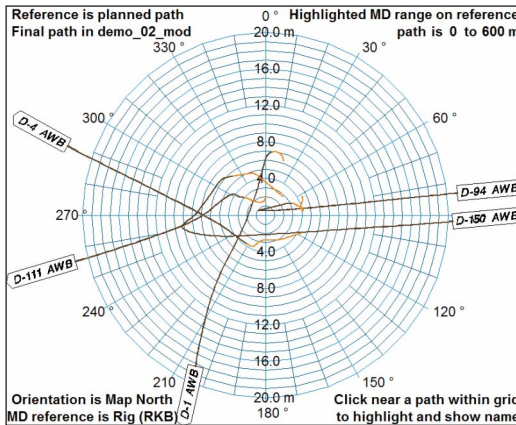 Reference is planned path
Final path in demo_02_mod
Highlighted MD range on reference
path is 0 to 600 m
0 °
20.0 m
330 °
30 °
12.0 m
300 °
60 °
8.0 m
D-4 AWB
4.0
D-94 AWB
270 °
D-150 AWB
4.0 m
D-111 AWB
8.0 m
240 °
120 °
12.0 m
16.0 m
210 °
150 °
D-1 AWB
20.0 m
180 °
Orientation is Map North
MD reference is Rig (RKB)
Click near a path within grid
to highlight and show name